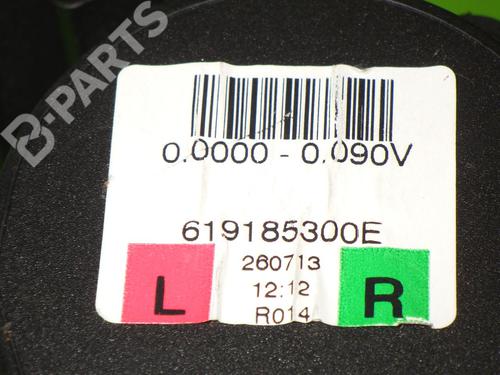 B-PARTS
0.0000 - 0.090V
619185300E
260713
12:12
R014
L
R